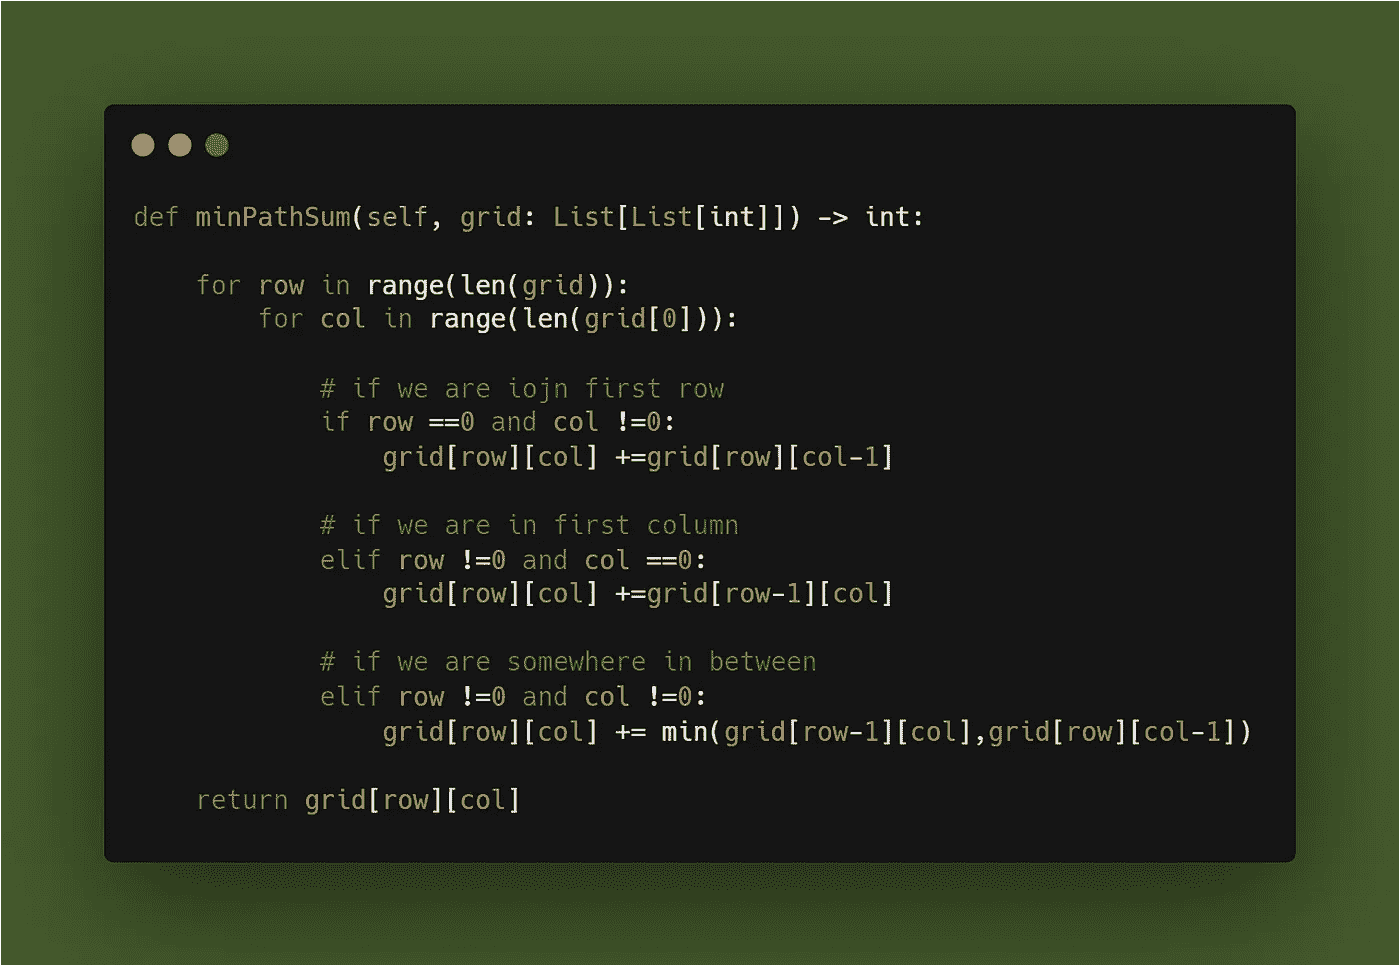 def minPathSum(self, grid: List[List[int]]) -> int:
for row in range(len(grid)):
for col in range(len(grid[0])):
# if we are iojn first row
if row ==0 and col !=0:
grid[row][col] +=grid[row][col-1]
# if we are in first column
elif row !=0 and col ==0:
grid[row][col] +=grid[row-1][col]
# if we are somewhere in between
elif row !=0 and col !=0:
grid[row][col] += min(grid[row-1][col],grid[row][col-1])
return grid[row][col]